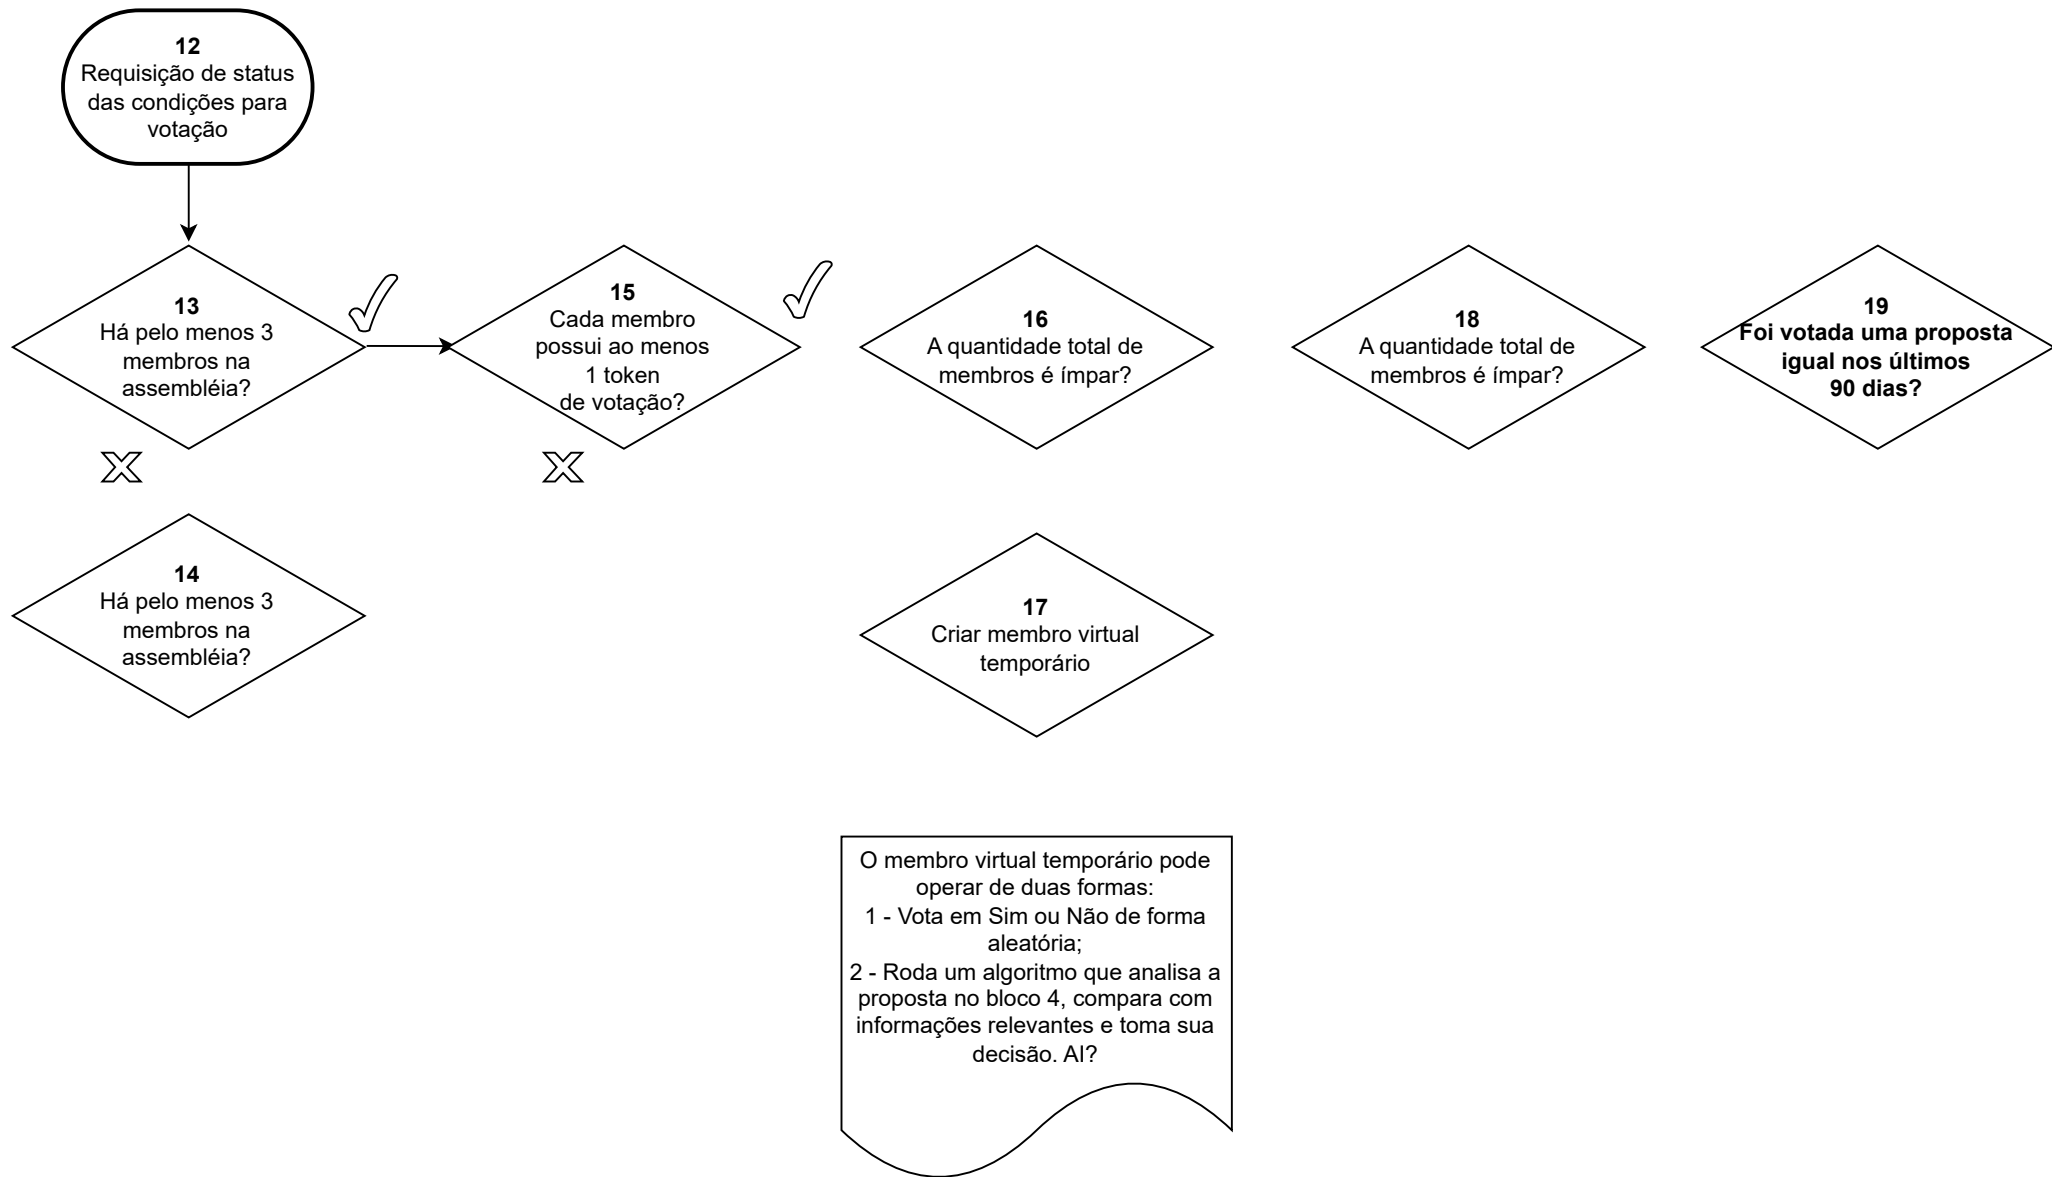 12
Requisição de status
das condições para
votação
13
Há pelo menos 3
membros na
assembléia?
15
Cada membro
possui ao menos
1 token
de votação?
16
A quantidade total de
membros é ímpar?
18
A quantidade total de
membros é ímpar?
19
Foi votada uma proposta
igual nos últimos
90 dias?
14
Há pelo menos 3
membros na
assembléia?
17
Criar membro virtual
temporário
O membro virtual temporário pode
operar de duas formas:
1 - Vota em Sim ou Não de forma
aleatória;
2 - Roda um algoritmo que analisa a
proposta no bloco 4, compara com
informações relevantes e toma sua
decisão. AI?